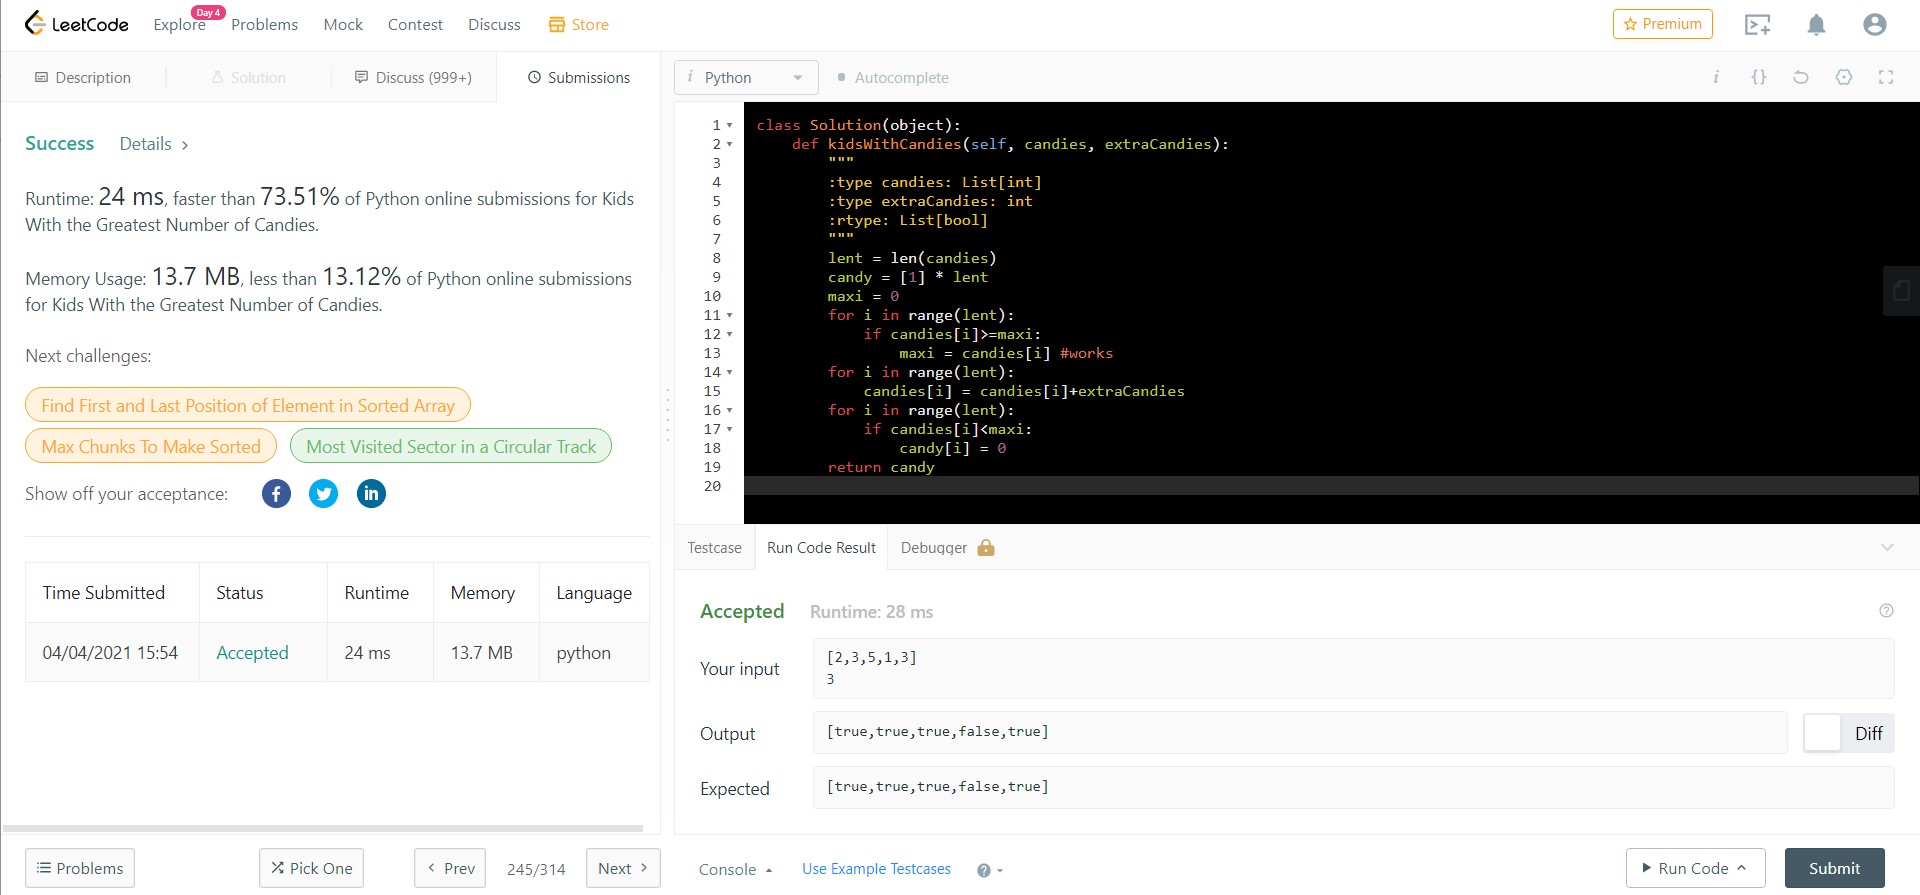 LeetCode
Explore
Day 4
Problems
Mock
Contest
Discuss
Store
Premium
Description
Solution
Discuss (999+)
Submissions
i Python
Autocomplete
i
{}
Success
Details >
Runtime: 24 ms, faster than 73.51% of Python online submissions for Kids
With the Greatest Number of Candies.
Memory Usage: 13.7 MB, less than 13.12% of Python online submissions
for Kids With the Greatest Number of Candies.
Next challenges:
Find First and Last Position of Element in Sorted Array
Max Chunks To Make Sorted
Most Visited Sector in a Circular Track
Show off your acceptance:
Time Submitted Status Runtime Memory Language
04/04/2021 15:54 Accepted 24 ms 13.7 MB python
Problems
Pick One
< Prev
245/314
Next >
1 class Solution(object):
2     def kidsWithCandies(self, candies, extraCandies):
3         """
4         :type candies: List[int]
5         :type extraCandies: int
6         :rtype: List[bool]
7         """
8         lent = len(candies)
9         candy = [1] * lent
10         maxi = 0
11         for i in range(lent):
12             if candies[i]>=maxi:
13                 maxi = candies[i] #works
14         for i in range(lent):
15             candies[i] = candies[i]+extraCandies
16         for i in range(lent):
17             if candies[i]<maxi:
18                 candy[i] = 0
19         return candy
20
Testcase
Run Code Result
Debugger
Accepted
Runtime: 28 ms
?
Your input
[2,3,5,1,3]
3
Output
[true,true,true,false,true]
Diff
Expected
[true,true,true,false,true]
Console
Use Example Testcases
?
Run Code
Submit